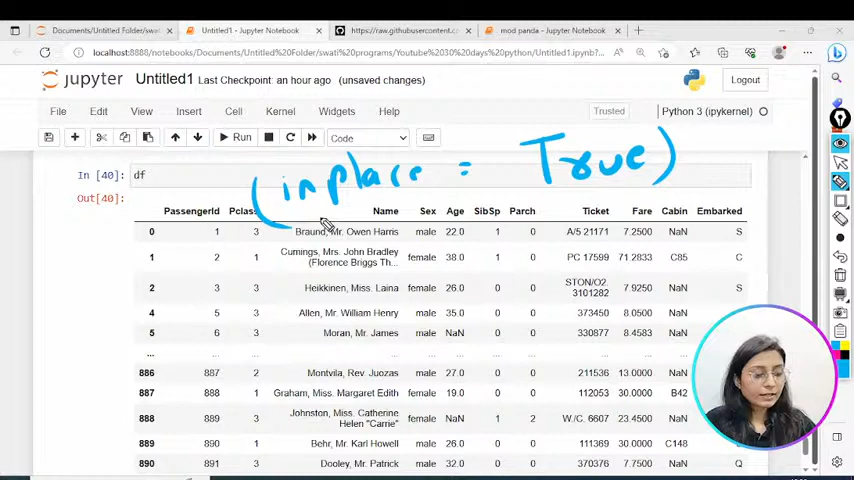 Documents/Untitled Folder/swat
Untitled1 - Jupyter Notebook
https://raw.githubusercontent.c
mod panda - Jupyter Notebook
localhost:8888/notebooks/Documents/Untitled%20Folder/swati%20programs/Youtube%2030%20days%20python/Untitled1.ipynb?...
jupyter Untitled1 Last Checkpoint: an hour ago (unsaved changes)
Logout
File Edit View Insert Cell Kernel Widgets Help
Trusted
Python 3 (ipykernel)
Run
Code
(inplace = True)
In [40]: df
Out[40]:
PassengerId Pclass Name Sex Age SibSp Parch Ticket Fare Cabin Embarked
0 1 3 Braund, Mr. Owen Harris male 22.0 1 0 A/5 21171 7.2500 NaN S
1 2 1 Cumings, Mrs. John Bradley (Florence Briggs Th... female 38.0 1 0 PC 17599 71.2833 C85 C
2 3 3 Heikkinen, Miss. Laina female 26.0 0 0 STON/O2. 3101282 7.9250 NaN S
4 5 3 Allen, Mr. William Henry male 35.0 0 0 373450 8.0500 NaN
5 6 3 Moran, Mr. James male NaN 0 0 330877 8.4583 NaN
... ... ... ... ... ... ... ... ... ... ...
886 887 2 Montvila, Rev. Juozas male 27.0 0 0 211536 13.0000 NaN
887 888 1 Graham, Miss. Margaret Edith female 19.0 0 0 112053 30.0000 B42
888 889 3 Johnston, Miss. Catherine Helen "Carrie" female NaN 1 2 W./C. 6607 23.4500 NaN
889 890 1 Behr, Mr. Karl Howell male 26.0 0 0 111369 30.0000 C148
890 891 3 Dooley, Mr. Patrick male 32.0 0 0 370376 7.7500 NaN Q